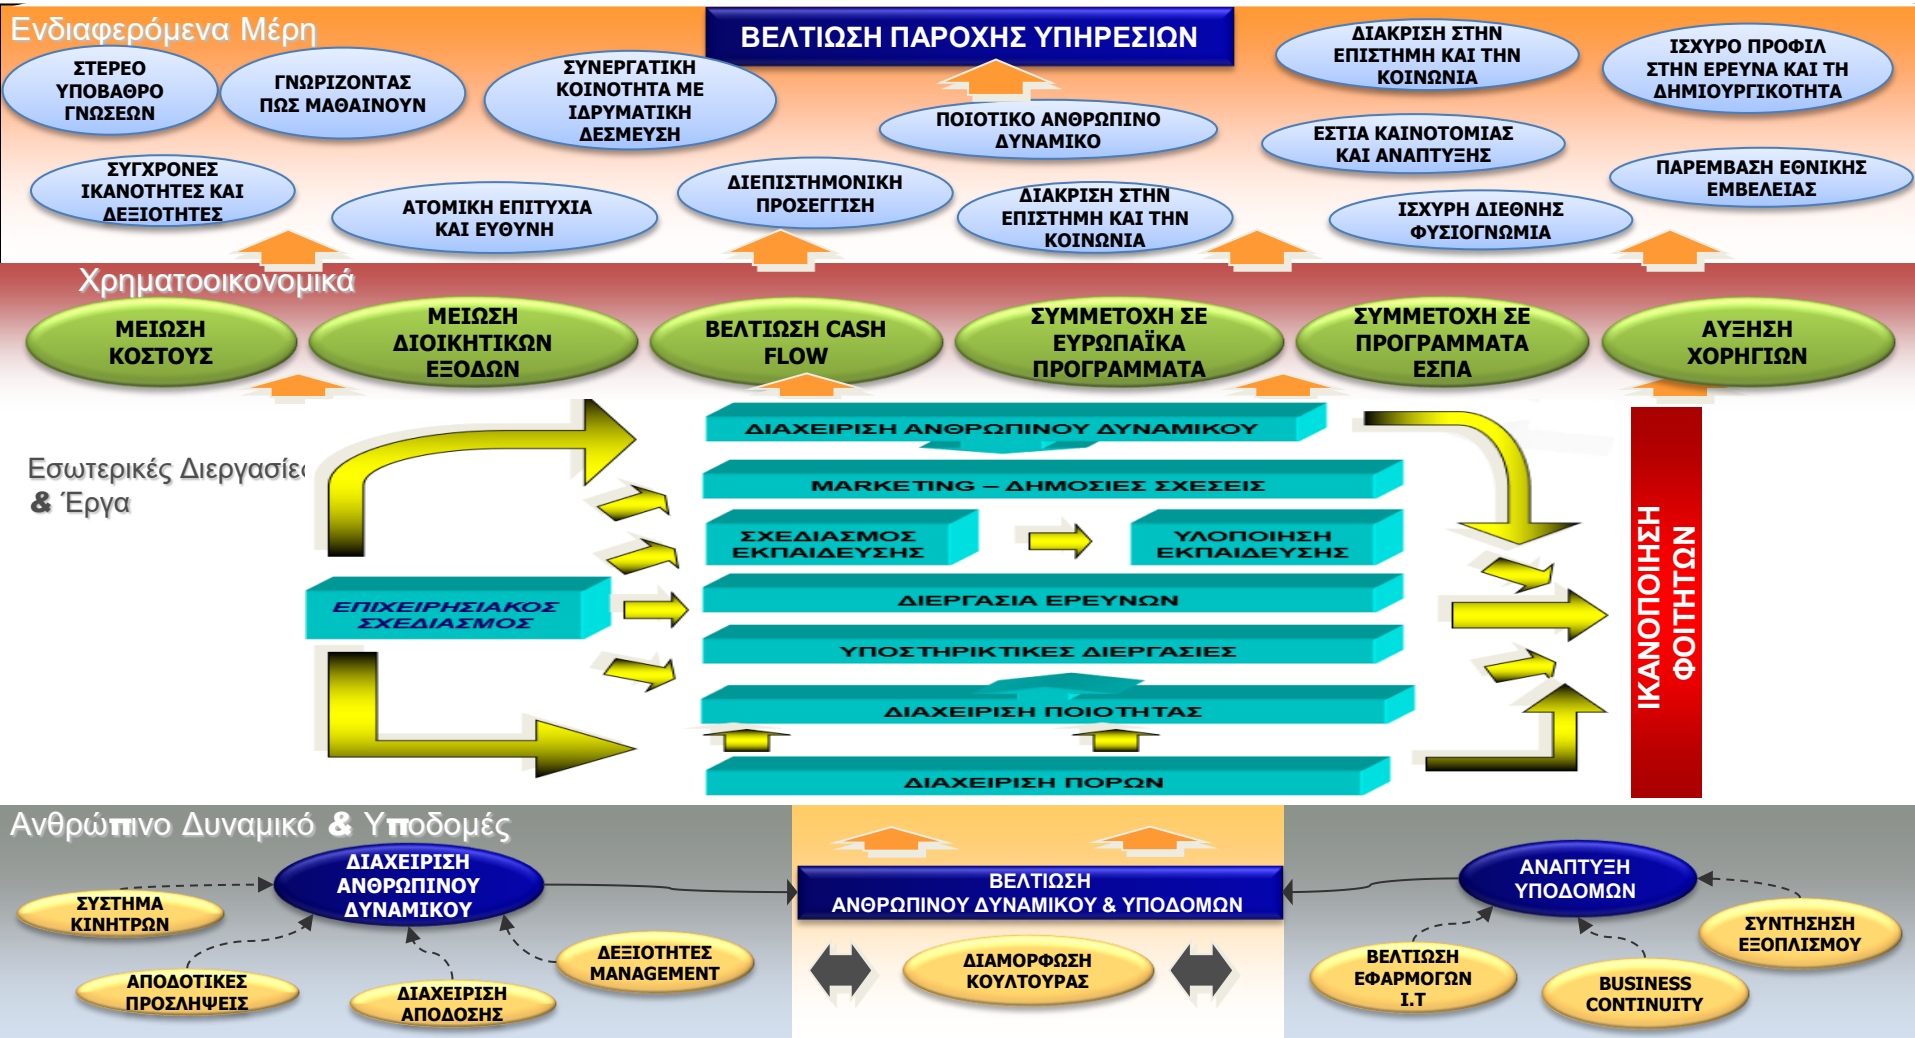 Ενδιαφερόμενα Μέρη
ΒΕΛΤΙΩΣΗ ΠΑΡΟΧΗΣ ΥΠΗΡΕΣΙΩΝ
ΣΤΕΡΕΟ
ΥΠΟΒΑΘΡΟ
ΓΝΩΣΕΩΝ
ΓΝΩΡΙΖΟΝΤΑΣ
ΠΩΣ ΜΑΘΑΙΝΟΥΝ
ΣΥΝΕΡΓΑΤΙΚΗ
ΚΟΙΝΟΤΗΤΑ ΜΕ
ΙΔΡΥΜΑΤΙΚΗ
ΔΕΣΜΕΥΣΗ
ΠΟΙΟΤΙΚΟ ΑΝΘΡΩΠΙΝΟ
ΔΥΝΑΜΙΚΟ
ΔΙΑΚΡΙΣΗ ΣΤΗΝ
ΕΠΙΣΤΗΜΗ ΚΑΙ ΤΗΝ
ΚΟΙΝΩΝΙΑ
ΙΣΧΥΡΟ ΠΡΟΦΙΛ
ΣΤΗΝ ΕΡΕΥΝΑ ΚΑΙ ΤΗ
ΔΗΜΙΟΥΡΓΙΚΟΤΗΤΑ
ΕΣΤΙΑ ΚΑΙΝΟΤΟΜΙΑΣ
ΚΑΙ ΑΝΑΠΤΥΞΗΣ
ΣΥΓΧΡΟΝΕΣ
ΙΚΑΝΟΤΗΤΕΣ ΚΑΙ
ΔΕΞΙΟΤΗΤΕΣ
ΑΤΟΜΙΚΗ ΕΠΙΤΥΧΙΑ
ΚΑΙ ΕΥΘΥΝΗ
ΔΙΕΠΙΣΤΗΜΟΝΙΚΗ
ΠΡΟΣΕΓΓΙΣΗ
ΔΙΑΚΡΙΣΗ ΣΤΗΝ
ΕΠΙΣΤΗΜΗ ΚΑΙ ΤΗΝ
ΚΟΙΝΩΝΙΑ
ΙΣΧΥΡΗ ΔΙΕΘΝΗΣ
ΦΥΣΙΟΓΝΩΜΙΑ
ΠΑΡΕΜΒΑΣΗ ΕΘΝΙΚΗΣ
ΕΜΒΕΛΕΙΑΣ
Χρηματοοικονομικά
ΜΕΙΩΣΗ
ΚΟΣΤΟΥΣ
ΜΕΙΩΣΗ
ΔΙΟΙΚΗΤΙΚΩΝ
ΕΞΟΔΩΝ
ΒΕΛΤΙΩΣΗ CASH
FLOW
ΣΥΜΜΕΤΟΧΗ ΣΕ
ΕΥΡΩΠΑΪΚΑ
ΠΡΟΓΡΑΜΜΑΤΑ
ΣΥΜΜΕΤΟΧΗ ΣΕ
ΠΡΟΓΡΑΜΜΑΤΑ
ΕΣΠΑ
ΑΥΞΗΣΗ
ΧΟΡΗΓΙΩΝ
Εσωτερικές Διεργασίες
& Έργα
ΔΙΑΧΕΙΡΙΣΗ ΑΝΘΡΩΠΙΝΟΥ ΔΥΝΑΜΙΚΟΥ
MARKETING – ΔΗΜΟΣΙΕΣ ΣΧΕΣΕΙΣ
ΣΧΕΔΙΑΣΜΟΣ
ΕΚΠΑΙΔΕΥΣΗΣ
ΥΛΟΠΟΙΗΣΗ
ΕΚΠΑΙΔΕΥΣΗΣ
ΕΠΙΧΕΙΡΗΣΙΑΚΟΣ
ΣΧΕΔΙΑΣΜΟΣ
ΔΙΕΡΓΑΣΙΑ ΕΡΕΥΝΩΝ
ΥΠΟΣΤΗΡΙΚΤΙΚΕΣ ΔΙΕΡΓΑΣΙΕΣ
ΔΙΑΧΕΙΡΙΣΗ ΠΟΙΟΤΗΤΑΣ
ΔΙΑΧΕΙΡΙΣΗ ΠΟΡΩΝ
ΙΚΑΝΟΠΟΙΗΣΗ
ΦΟΙΤΗΤΩΝ
Ανθρώπινο Δυναμικό & Υποδομές
ΔΙΑΧΕΙΡΙΣΗ
ΑΝΘΡΩΠΙΝΟΥ
ΔΥΝΑΜΙΚΟΥ
ΣΥΣΤΗΜΑ
ΚΙΝΗΤΡΩΝ
ΑΠΟΔΟΤΙΚΕΣ
ΠΡΟΣΛΗΨΕΙΣ
ΔΙΑΧΕΙΡΙΣΗ
ΑΠΟΔΟΣΗΣ
ΔΕΞΙΟΤΗΤΕΣ
MANAGEMENT
ΒΕΛΤΙΩΣΗ
ΑΝΘΡΩΠΙΝΟΥ ΔΥΝΑΜΙΚΟΥ & ΥΠΟΔΟΜΩΝ
ΔΙΑΜΟΡΦΩΣΗ
ΚΟΥΛΤΟΥΡΑΣ
ΑΝΑΠΤΥΞΗ
ΥΠΟΔΟΜΩΝ
ΒΕΛΤΙΩΣΗ
ΕΦΑΡΜΟΓΩΝ
Ι.Τ
BUSINESS
CONTINUITY
ΣΥΝΤΗΣΗΣΗ
ΕΞΟΠΛΙΣΜΟΥ